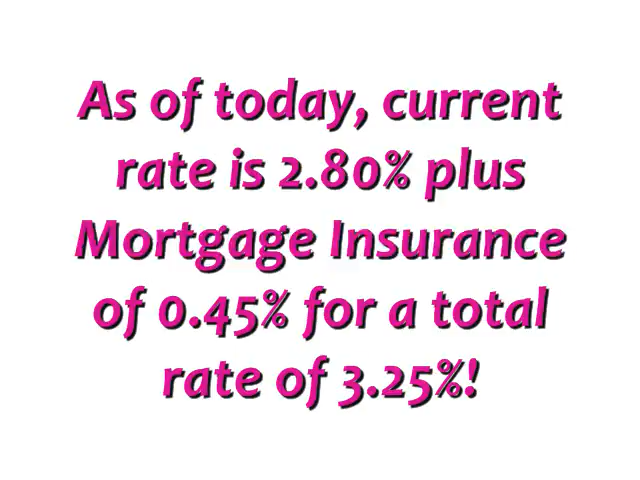 As of today, current
rate is 2.80% plus
Mortgage Insurance
of 0.45% for a total
rate of 3.25%!